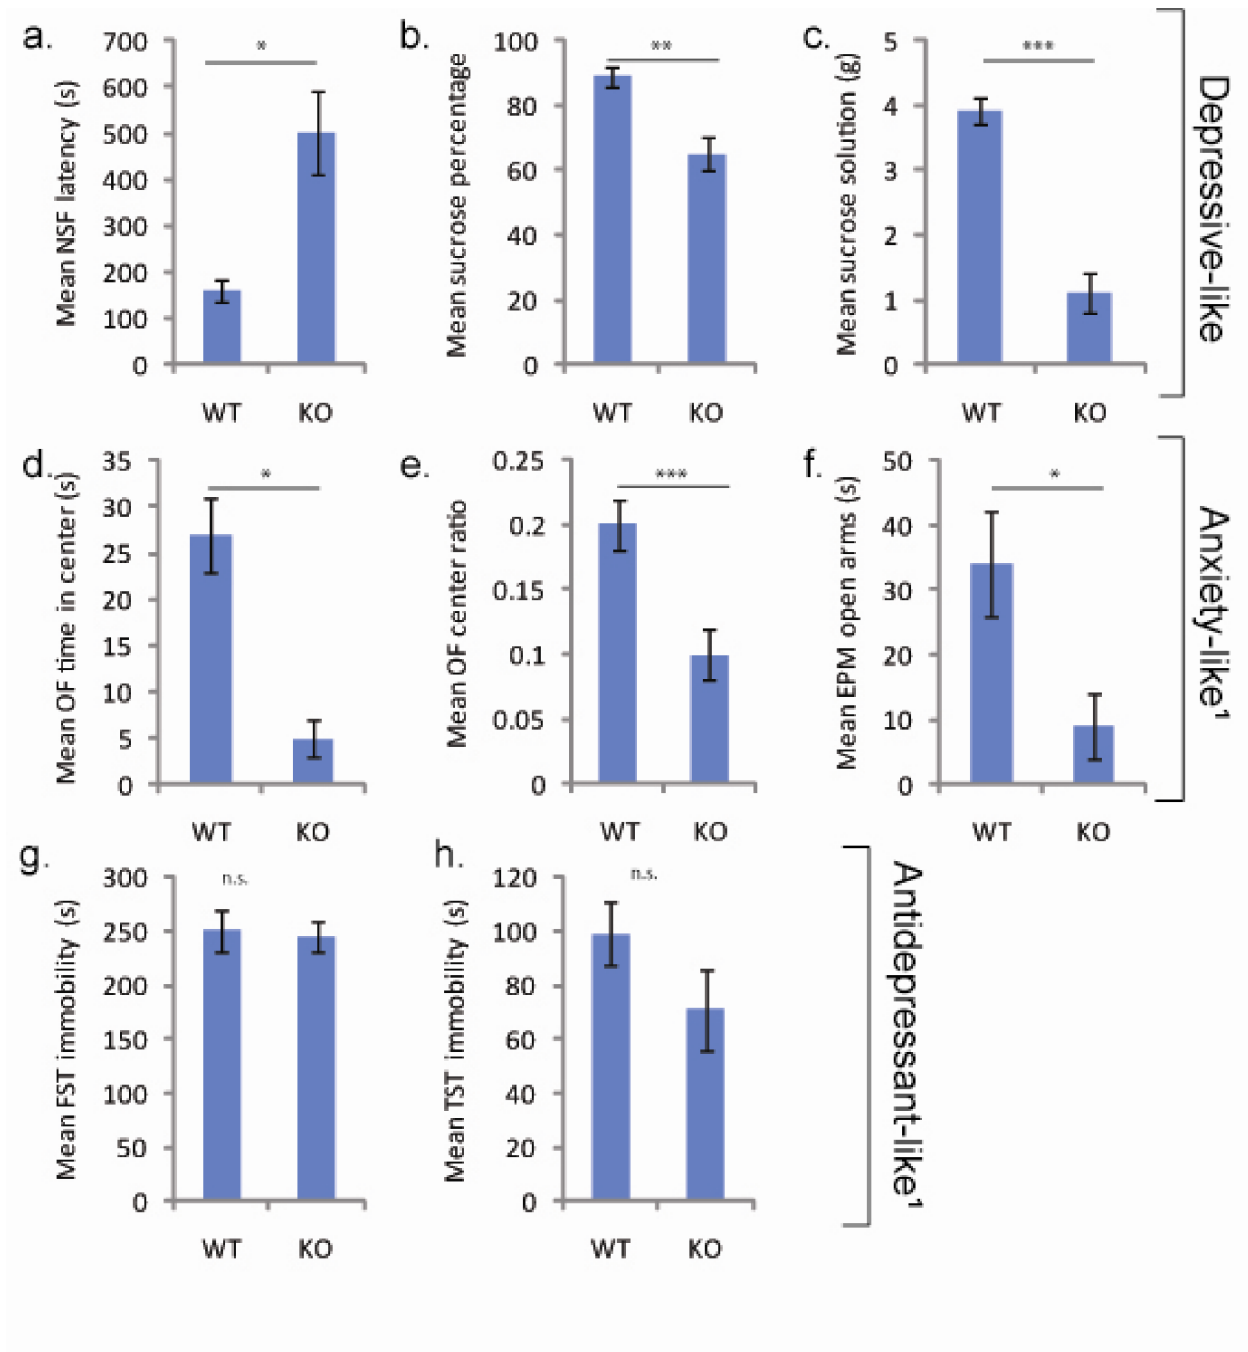 a.
Mean NSF latency (s)
700
600
500
400
300
200
100
0
*
WT KO
b.
Mean sucrose percentage
100
80
60
40
20
0
**
WT KO
c.
Mean sucrose solution (g)
5
4
3
2
1
0
***
WT KO
Depressive-like
d.
Mean OF time in center (s)
35
30
25
20
15
10
5
0
*
WT KO
e.
Mean OF center ratio
0.25
0.2
0.15
0.1
0.05
0
***
WT KO
f.
Mean EPM open arms (s)
50
40
30
20
10
0
*
WT KO
Anxiety-like¹
g.
Mean FST immobility (s)
300
250
200
150
100
50
0
n.s.
WT KO
h.
Mean TST immobility (s)
120
100
80
60
40
20
0
n.s.
WT KO
Antidepressant-like¹